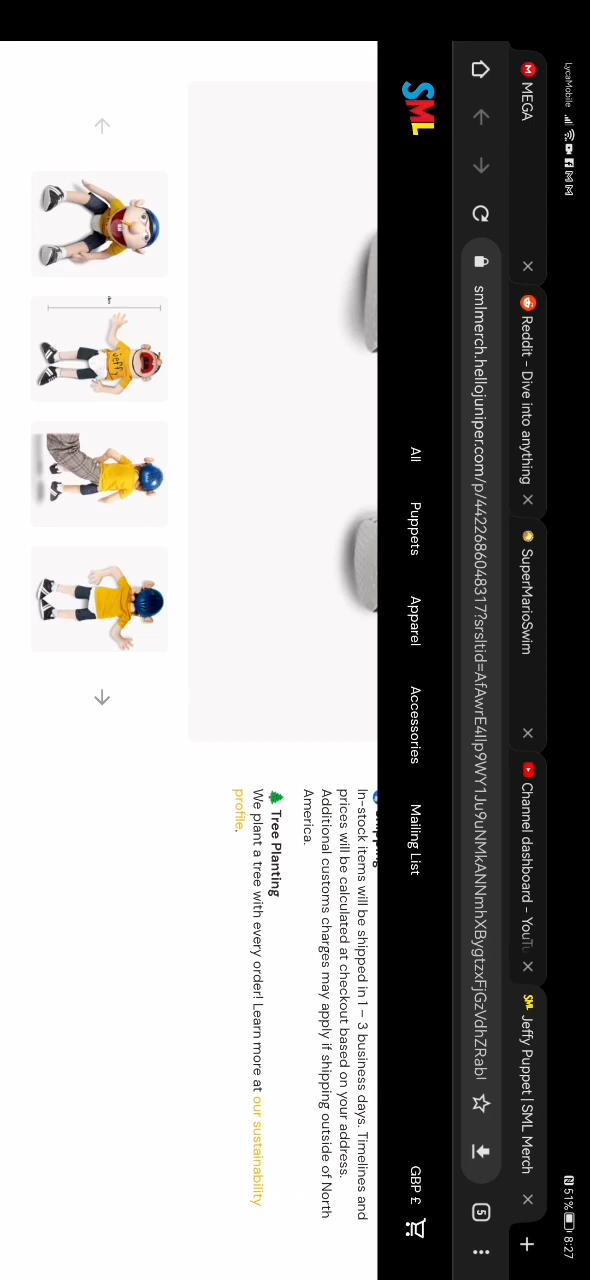 LycaMobile
51% 8:27
MEGA
Reddit - Dive into anything
SuperMarioSwim
Channel dashboard - YouTu
Jeffy Puppet | SML Merch
smlmerch.hellojuniper.com/p/4422686048317?srsltid=AfAwrE4Ilp9WY1Ju9uNMkANNmhXBygtzxFjGzVdhZRabI
5
SML
All
Puppets
Apparel
Accessories
Mailing List
GBP £
In-stock items will be shipped in 1 – 3 business days. Timelines and
prices will be calculated at checkout based on your address.
Additional customs charges may apply if shipping outside of North
America.
🌲 Tree Planting
We plant a tree with every order! Learn more at our sustainability
profile.
jeffy